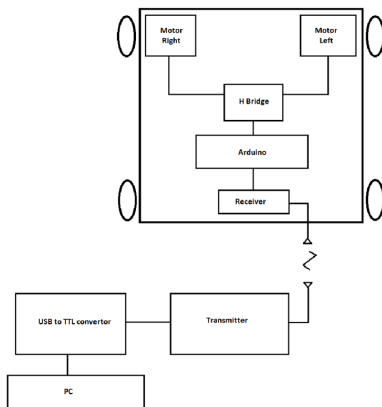 Motor
Right
Motor
Left
H Bridge
Arduino
Receiver
USB to TTL convertor
Transmitter
PC